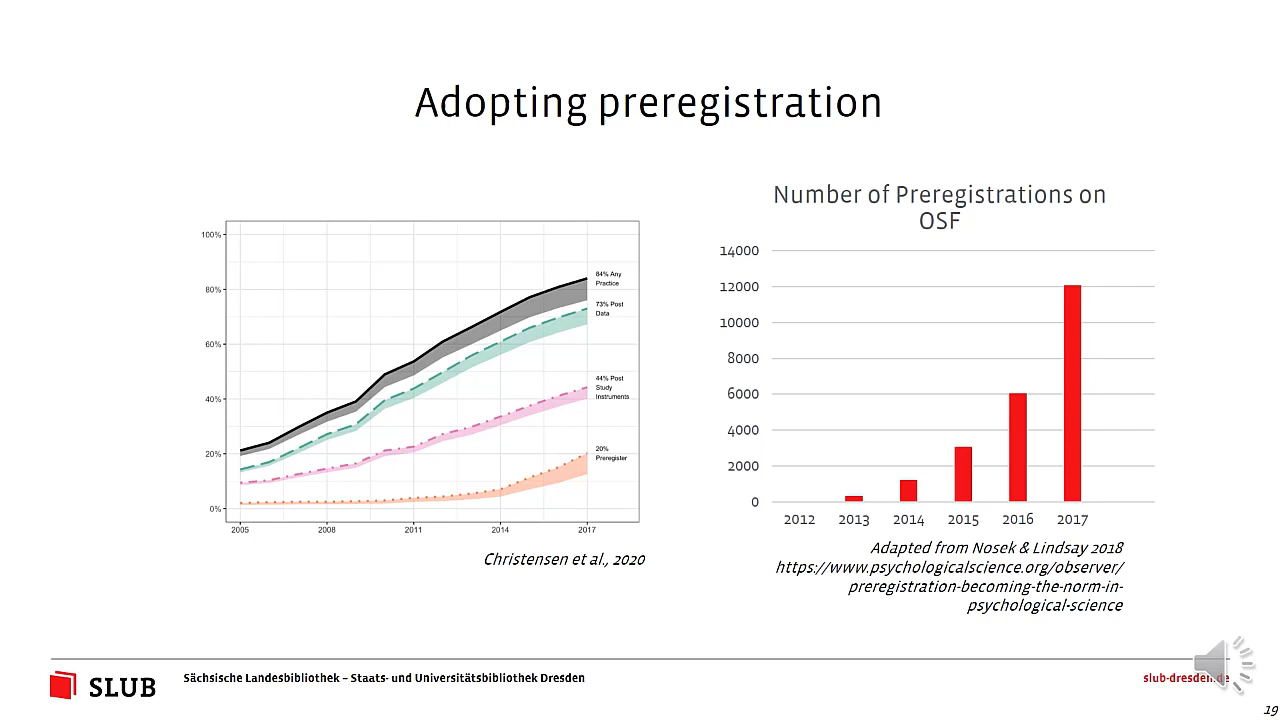 Adopting preregistration
100%
80%
60%
40%
20%
0%
2005
2008
2011
2014
2017
84% Any
Practice
73% Post
Data
44% Post
Study
Instruments
20%
Preregister
Christensen et al., 2020
Number of Preregistrations on
OSF
14000
12000
10000
8000
6000
4000
2000
0
2012
2013
2014
2015
2016
2017
Adapted from Nosek & Lindsay 2018
https://www.psychologicalscience.org/observer/
preregistration-becoming-the-norm-in-
psychological-science
SLUB
Sächsische Landesbibliothek – Staats- und Universitätsbibliothek Dresden
slub-dresden.de
19